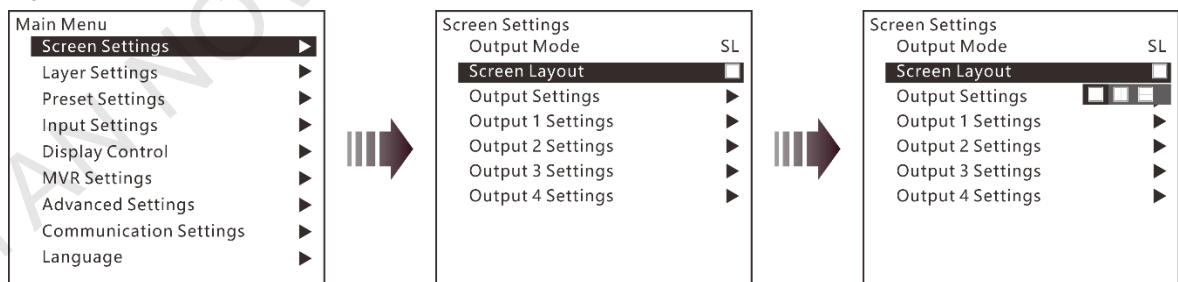 Main Menu
Screen Settings
Layer Settings
Preset Settings
Input Settings
Display Control
MVR Settings
Advanced Settings
Communication Settings
Language
Screen Settings
Output Mode SL
Screen Layout
Output Settings
Output 1 Settings
Output 2 Settings
Output 3 Settings
Output 4 Settings
Screen Settings
Output Mode SL
Screen Layout
Output Settings
Output 1 Settings
Output 2 Settings
Output 3 Settings
Output 4 Settings